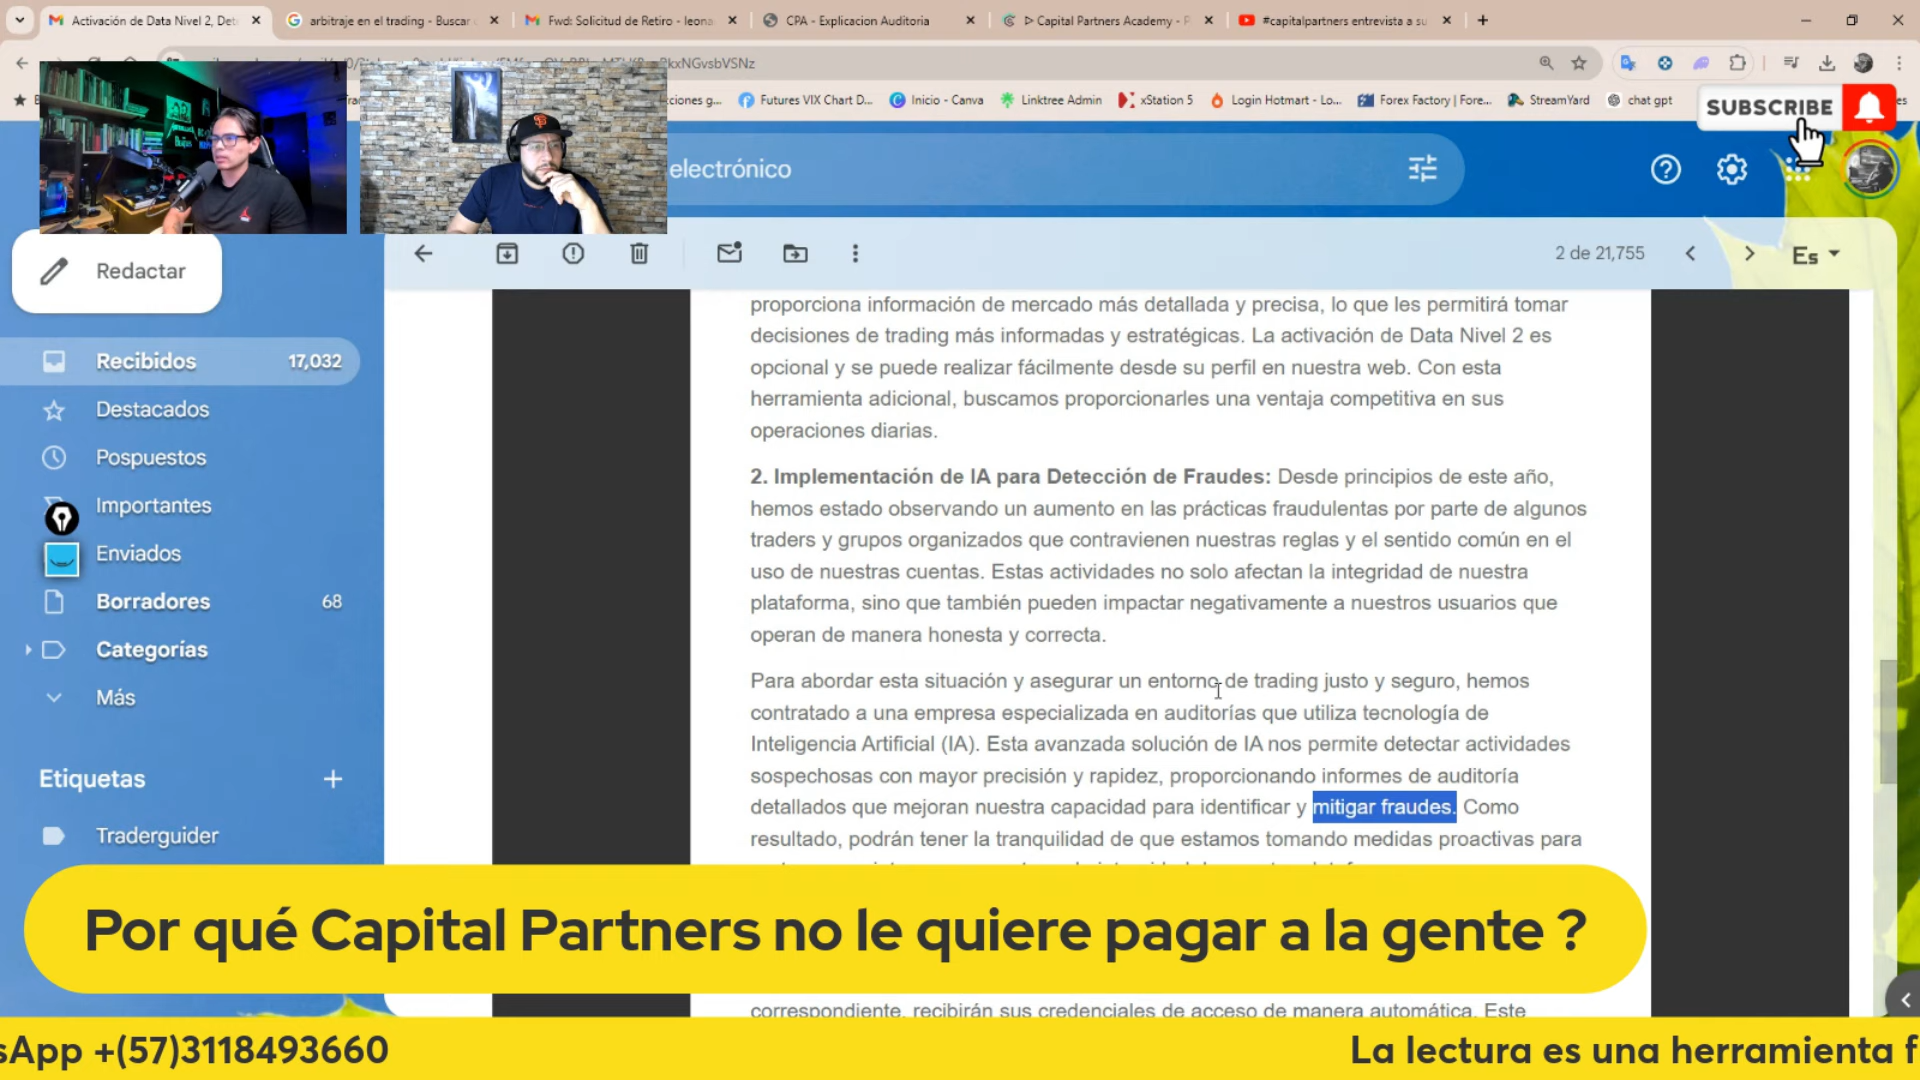 Activación de Data Nivel 2, Det
arbitraje en el trading - Buscar
Fwd: Solicitud de Retiro - leona
CPA - Explicacion Auditoria
Capital Partners Academy - P
#capitalpartners entrevista a su
kxNGvsbVSNz
ciones g...
Futures VIX Chart D...
Inicio - Canva
Linktree Admin
xStation 5
Login Hotmart - Lo...
Forex Factory | Fore...
StreamYard
chat gpt
SUBSCRIBE
electrónico
Redactar
2 de 21,755
Es
Recibidos 17,032
Destacados
Pospuestos
Importantes
Enviados
Borradores 68
Categorías
Más
Etiquetas
Traderguider
proporciona información de mercado más detallada y precisa, lo que les permitirá tomar
decisiones de trading más informadas y estratégicas. La activación de Data Nivel 2 es
opcional y se puede realizar fácilmente desde su perfil en nuestra web. Con esta
herramienta adicional, buscamos proporcionarles una ventaja competitiva en sus
operaciones diarias.
2. Implementación de IA para Detección de Fraudes: Desde principios de este año,
hemos estado observando un aumento en las prácticas fraudulentas por parte de algunos
traders y grupos organizados que contravienen nuestras reglas y el sentido común en el
uso de nuestras cuentas. Estas actividades no solo afectan la integridad de nuestra
plataforma, sino que también pueden impactar negativamente a nuestros usuarios que
operan de manera honesta y correcta.
Para abordar esta situación y asegurar un entorno de trading justo y seguro, hemos
contratado a una empresa especializada en auditorías que utiliza tecnología de
Inteligencia Artificial (IA). Esta avanzada solución de IA nos permite detectar actividades
sospechosas con mayor precisión y rapidez, proporcionando informes de auditoría
detallados que mejoran nuestra capacidad para identificar y mitigar fraudes. Como
resultado, podrán tener la tranquilidad de que estamos tomando medidas proactivas para
Por qué Capital Partners no le quiere pagar a la gente ?
correspondiente, recibirán sus credenciales de acceso de manera automática. Este
sApp +(57)3118493660
La lectura es una herramienta f